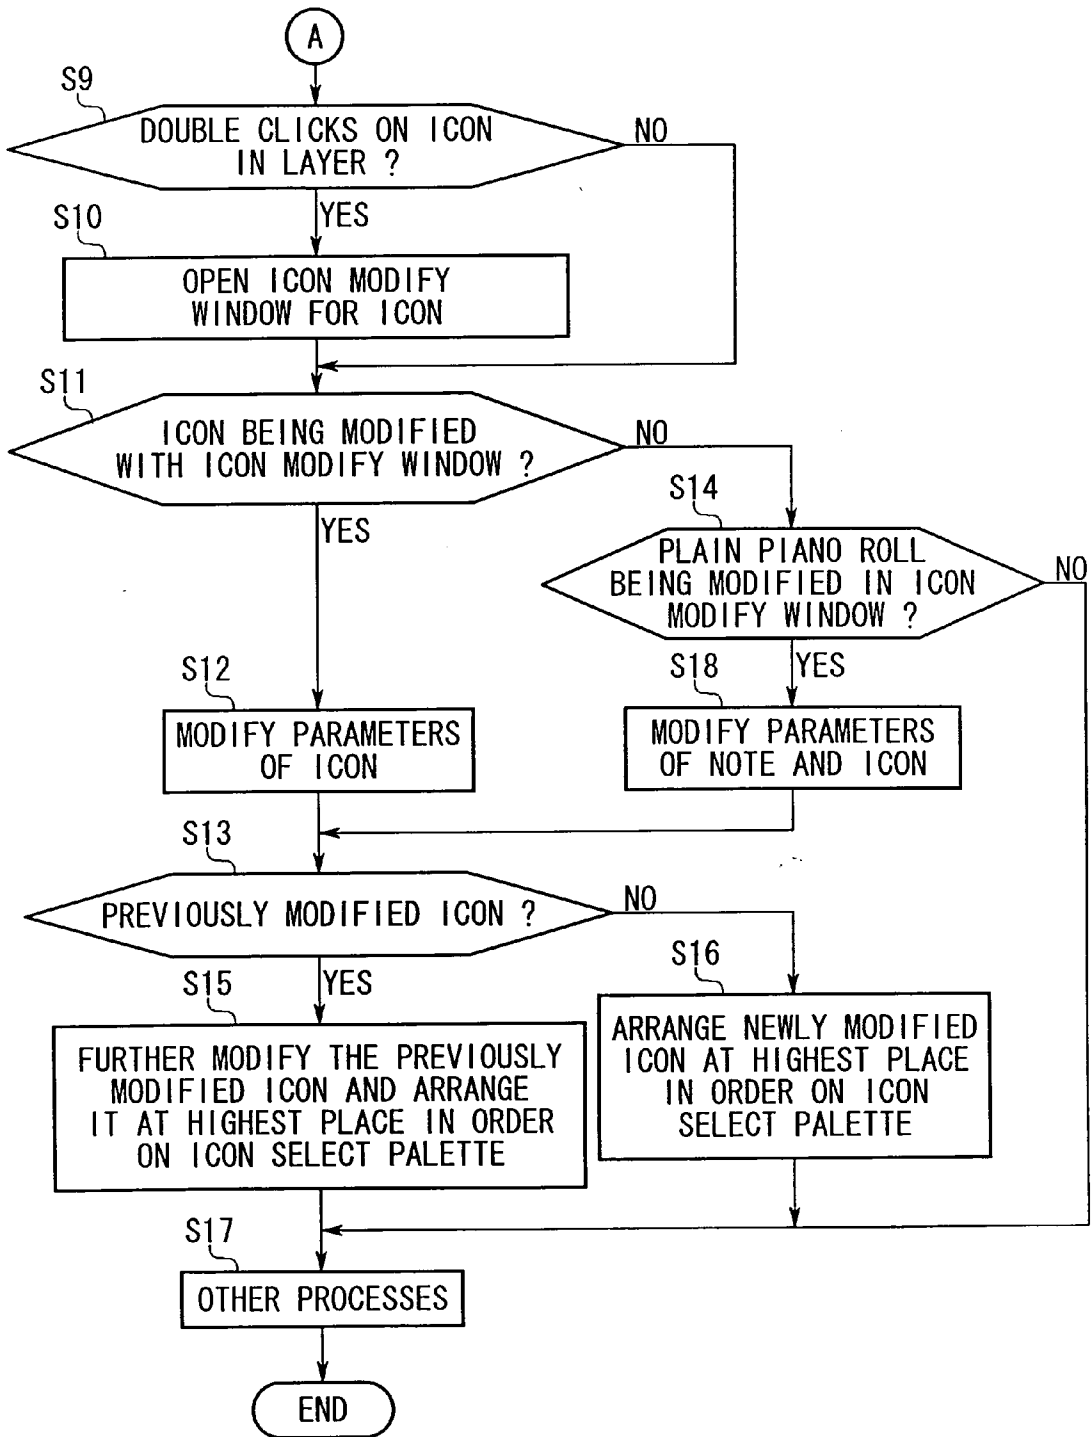 A
S9
DOUBLE CLICKS ON ICON
IN LAYER ?
NO
YES
S10
OPEN ICON MODIFY
WINDOW FOR ICON
S11
ICON BEING MODIFIED
WITH ICON MODIFY WINDOW ?
NO
YES
S14
PLAIN PIANO ROLL
BEING MODIFIED IN ICON
MODIFY WINDOW ?
NO
YES
S12
MODIFY PARAMETERS
OF ICON
S18
MODIFY PARAMETERS
OF NOTE AND ICON
S13
PREVIOUSLY MODIFIED ICON ?
NO
YES
S15
FURTHER MODIFY THE PREVIOUSLY
MODIFIED ICON AND ARRANGE
IT AT HIGHEST PLACE IN ORDER
ON ICON SELECT PALETTE
S16
ARRANGE NEWLY MODIFIED
ICON AT HIGHEST PLACE
IN ORDER ON ICON
SELECT PALETTE
S17
OTHER PROCESSES
END